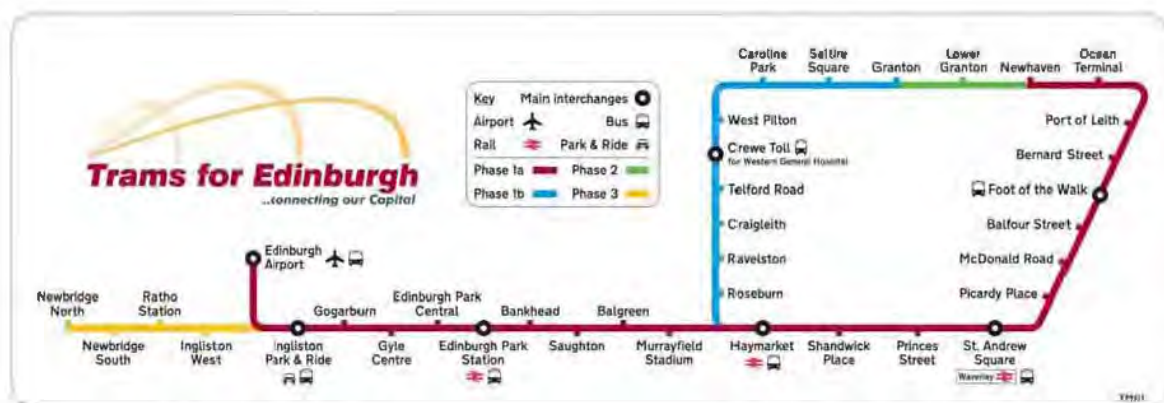 Trams for Edinburgh
...connecting our Capital
Key Main interchanges
Airport Bus
Rail Park & Ride
Phase 1a Phase 2
Phase 1b Phase 3
Caroline
Park
Saltire
Square
Granton
Lower
Granton
Newhaven
Ocean
Terminal
West Pilton
Crewe Toll
for Western General Hospital
Telford Road
Craigleith
Ravelston
Roseburn
Port of Leith
Bernard Street
Foot of the Walk
Balfour Street
McDonald Road
Picardy Place
Edinburgh
Airport
Newbridge
North
Ratho
Station
Gogarburn
Edinburgh Park
Central
Bankhead
Balgreen
Newbridge
South
Ingliston
West
Ingliston
Park & Ride
Gyle
Centre
Edinburgh Park
Station
Saughton
Murrayfield
Stadium
Haymarket
Shandwick
Place
Princes
Street
St. Andrew
Square
Waverley
TM01